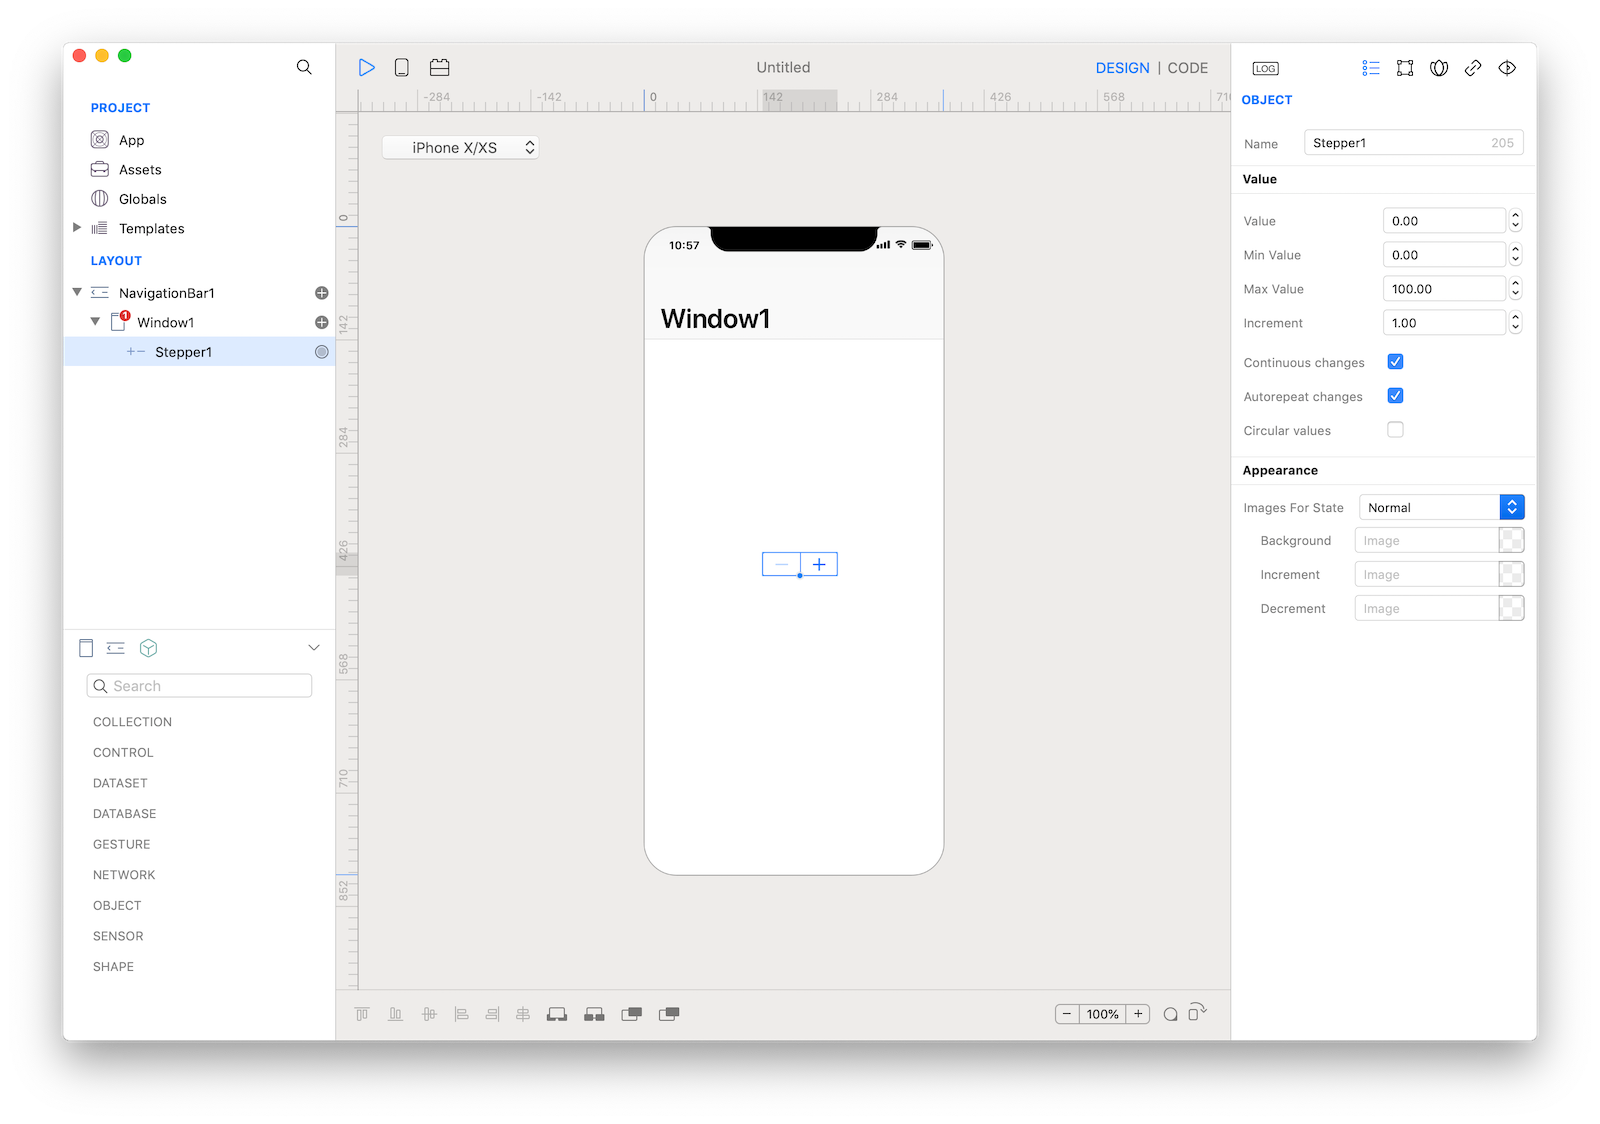 PROJECT
App
Assets
Globals
Templates
LAYOUT
NavigationBar1
1
Window1
Stepper1
Search
COLLECTION
CONTROL
DATASET
DATABASE
GESTURE
NETWORK
OBJECT
SENSOR
SHAPE
Untitled
DESIGN | CODE
-284 -142 0 142 284 426 568 710
iPhone X/XS
0
142
284
426
568
710
852
10:57
Window1
100%
LOG
OBJECT
Name Stepper1 205
Value
Value 0.00
Min Value 0.00
Max Value 100.00
Increment 1.00
Continuous changes
Autorepeat changes
Circular values
Appearance
Images For State Normal
Background Image
Increment Image
Decrement Image